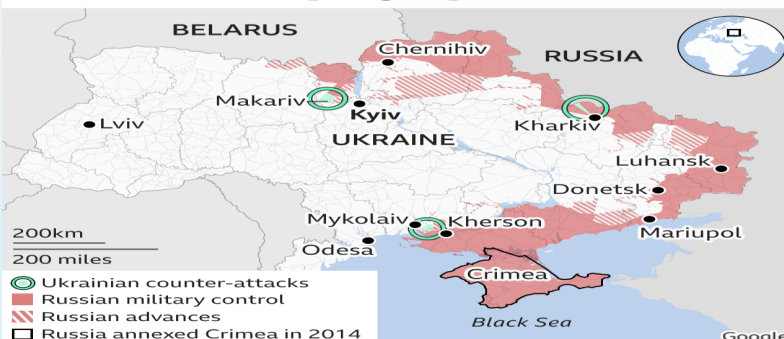 BELARUS
Chernihiv
RUSSIA
Makariv
Kyiv
Lviv
Kharkiv
UKRAINE
Luhansk
Donetsk
Mykolaiv
Kherson
Mariupol
200km
200 miles
Odesa
Crimea
Ukrainian counter-attacks
Russian military control
Russian advances
Black Sea
Russia annexed Crimea in 2014
Google